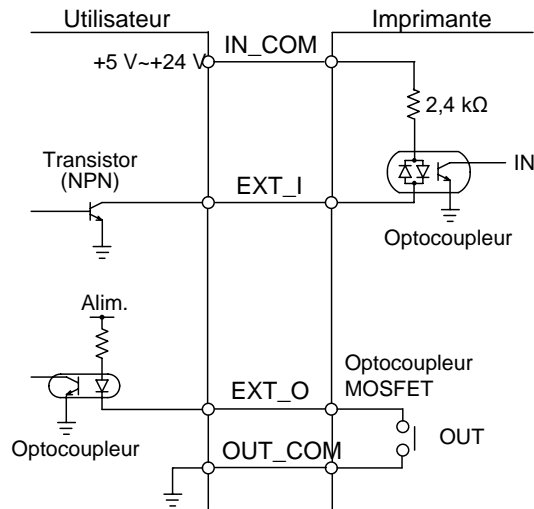 Utilisateur
Imprimante
IN_COM
+5 V~+24 V
2,4 kΩ
Transistor
(NPN)
IN
EXT_I
Optocoupleur
Alim.
Optocoupleur
MOSFET
EXT_O
OUT
Optocoupleur
OUT_COM